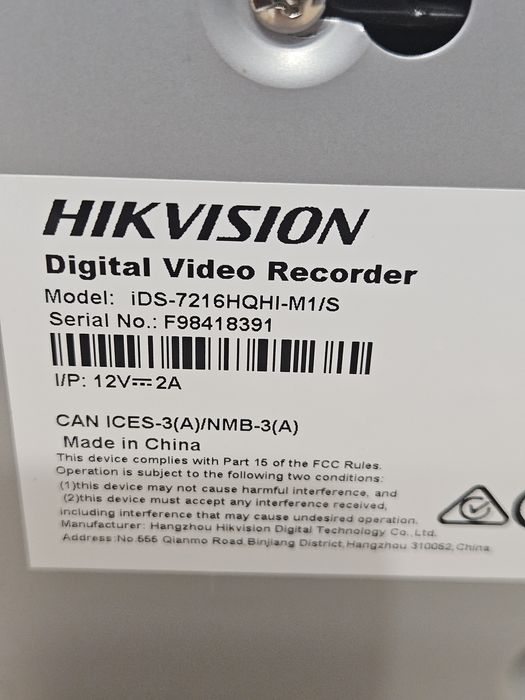 HIKVISION
Digital Video Recorder
Model: iDS-7216HQHI-M1/S
Serial No.: F98418391
I/P: 12V⎓2A
CAN ICES-3(A)/NMB-3(A)
Made in China
This device complies with Part 15 of the FCC Rules.
Operation is subject to the following two conditions:
(1)this device may not cause harmful interference, and
(2)this device must accept any interference received,
including interference that may cause undesired operation.
Manufacturer: Hangzhou Hikvision Digital Technology Co.,Ltd.
Address:No.555 Qianmo Road,Binjiang District,Hangzhou 310052,China